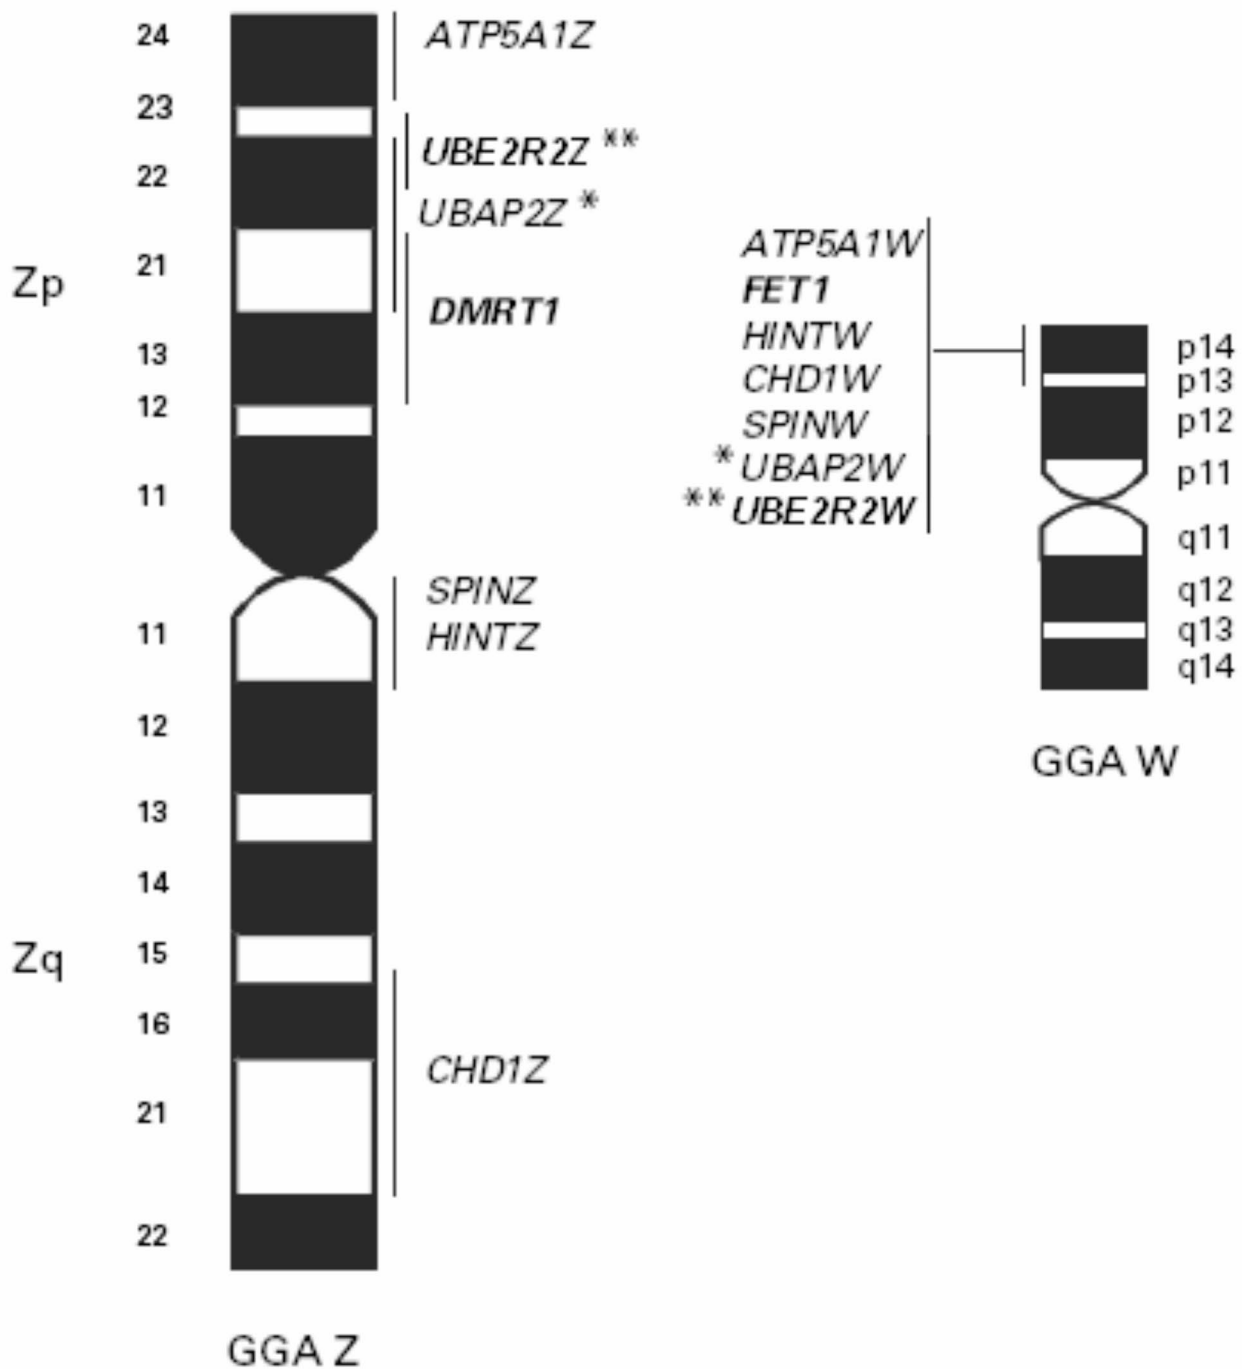 24
ATP5A1Z
23
UBE2R2Z **
22
UBAP2Z *
21
Zp
DMRT1
13
12
11
SPINZ
11
HINTZ
12
13
14
Zq
15
16
CHD1Z
21
22
GGA Z
ATP5A1W
FET1
HINTW
CHD1W
SPINW
* UBAP2W
** UBE2R2W
p14
p13
p12
p11
q11
q12
q13
q14
GGA W